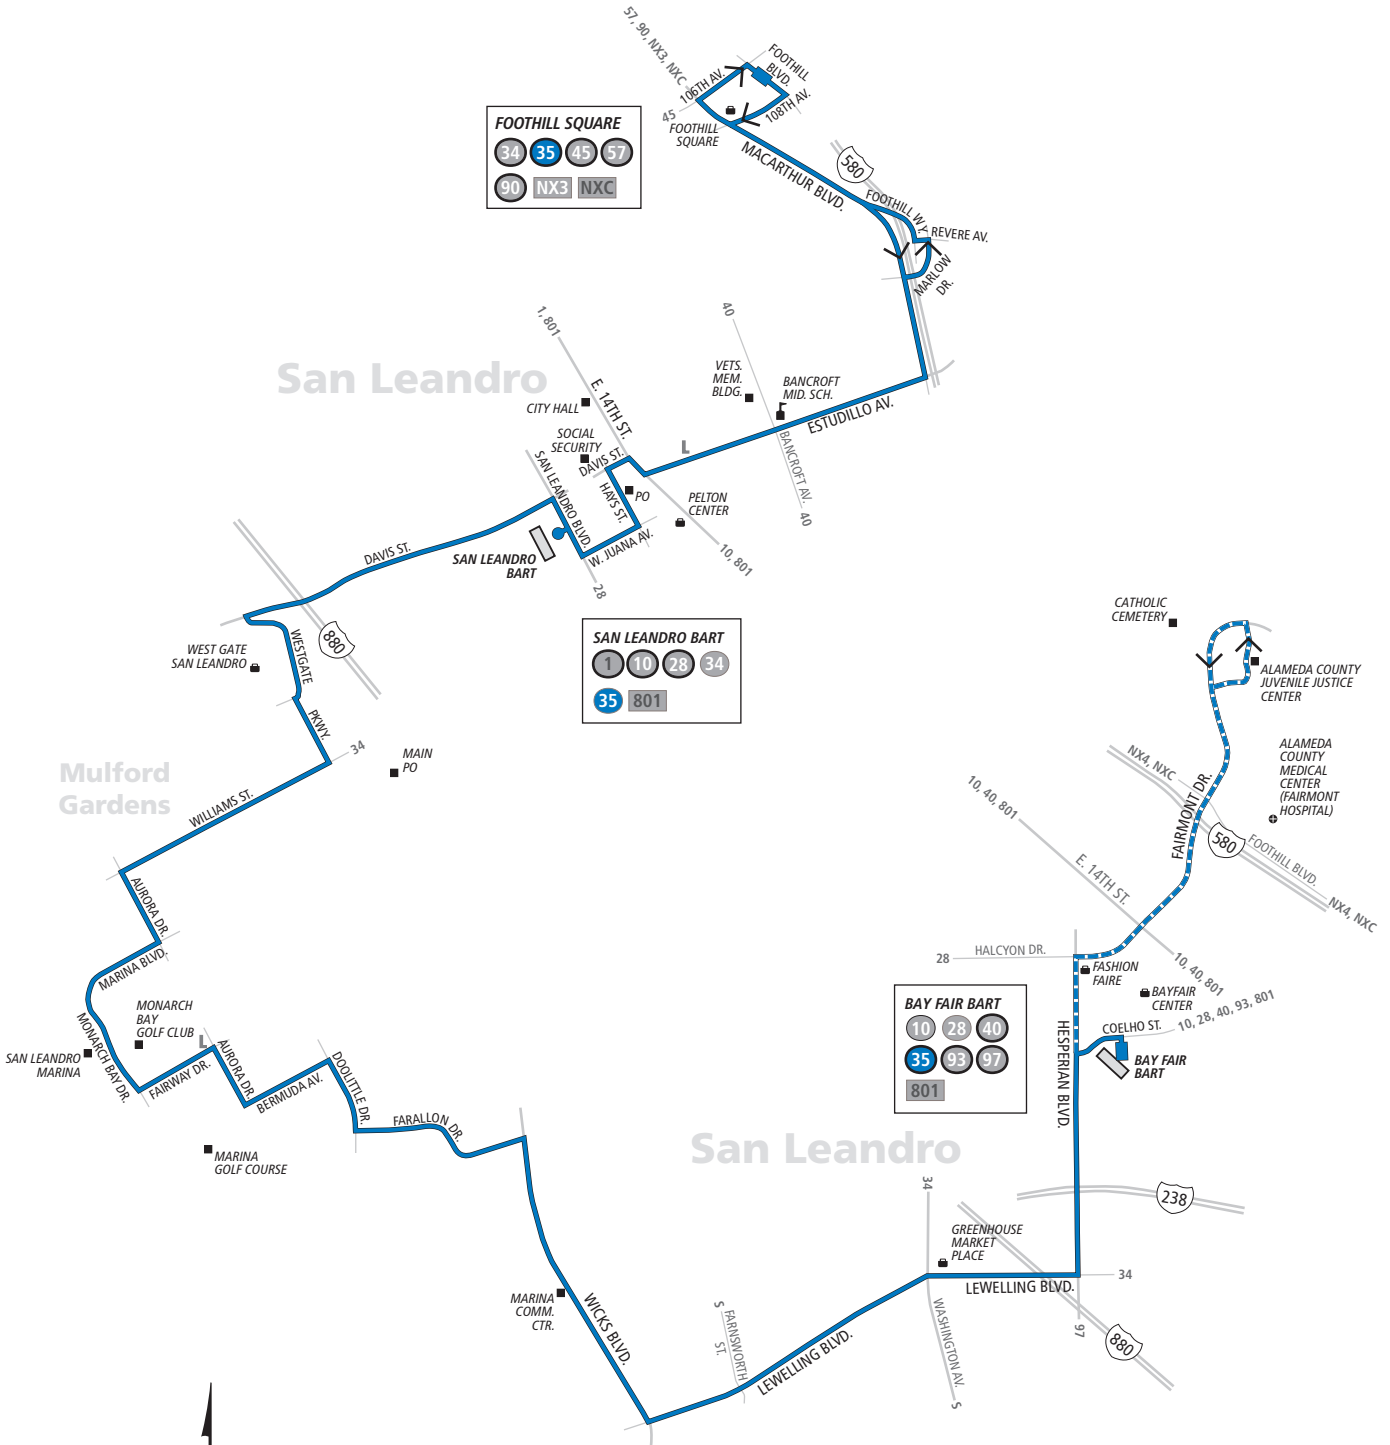 57, 90, NX3, NXC
FOOTHILL
BLVD.
106TH AV.
108TH AV.
45
FOOTHILL
SQUARE
FOOTHILL SQUARE
34 35 45 57
90 NX3 NXC
MACARTHUR BLVD.
580
FOOTHILL WY.
REVERE AV.
MARLOW
DR.
1, 801
40
San Leandro
VETS.
MEM.
BLDG.
BANCROFT
MID. SCH.
CITY HALL
E. 14TH ST.
ESTUDILLO AV.
SOCIAL
SECURITY
DAVIS ST.
L
BANCROFT AV.
40
SAN LEANDRO BLVD.
HAYS ST.
PO
PELTON
CENTER
W. JUANA AV.
10, 801
DAVIS ST.
SAN LEANDRO
BART
28
880
WESTGATE
PKWY.
WEST GATE
SAN LEANDRO
SAN LEANDRO BART
1 10 28 34
35 801
CATHOLIC
CEMETERY
ALAMEDA COUNTY
JUVENILE JUSTICE
CENTER
34
MAIN
PO
Mulford
Gardens
WILLIAMS ST.
NX4, NXC
ALAMEDA
COUNTY
MEDICAL
CENTER
(FAIRMONT
HOSPITAL)
FAIRMONT DR.
10, 40, 801
580
FOOTHILL BLVD.
NX4, NXC
E. 14TH ST.
AURORA DR.
MARINA BLVD.
28
HALCYON DR.
10, 40, 801
FASHION
FAIRE
BAYFAIR
CENTER
10, 28, 40, 93, 801
COELHO ST.
BAY FAIR
BART
BAY FAIR BART
10 28 40
35 93 97
801
HESPERIAN BLVD.
MONARCH
BAY
GOLF CLUB
SAN LEANDRO
MARINA
MONARCH BAY DR.
L
FAIRWAY DR.
AURORA DR.
BERMUDA AV.
DOOLITTLE DR.
FARALLON DR.
MARINA
GOLF COURSE
San Leandro
34
238
GREENHOUSE
MARKET
PLACE
34
LEWELLING BLVD.
97
880
MARINA
COMM.
CTR.
WICKS BLVD.
S
FARNSWORTH
ST.
LEWELLING BLVD.
WASHINGTON AV.
S